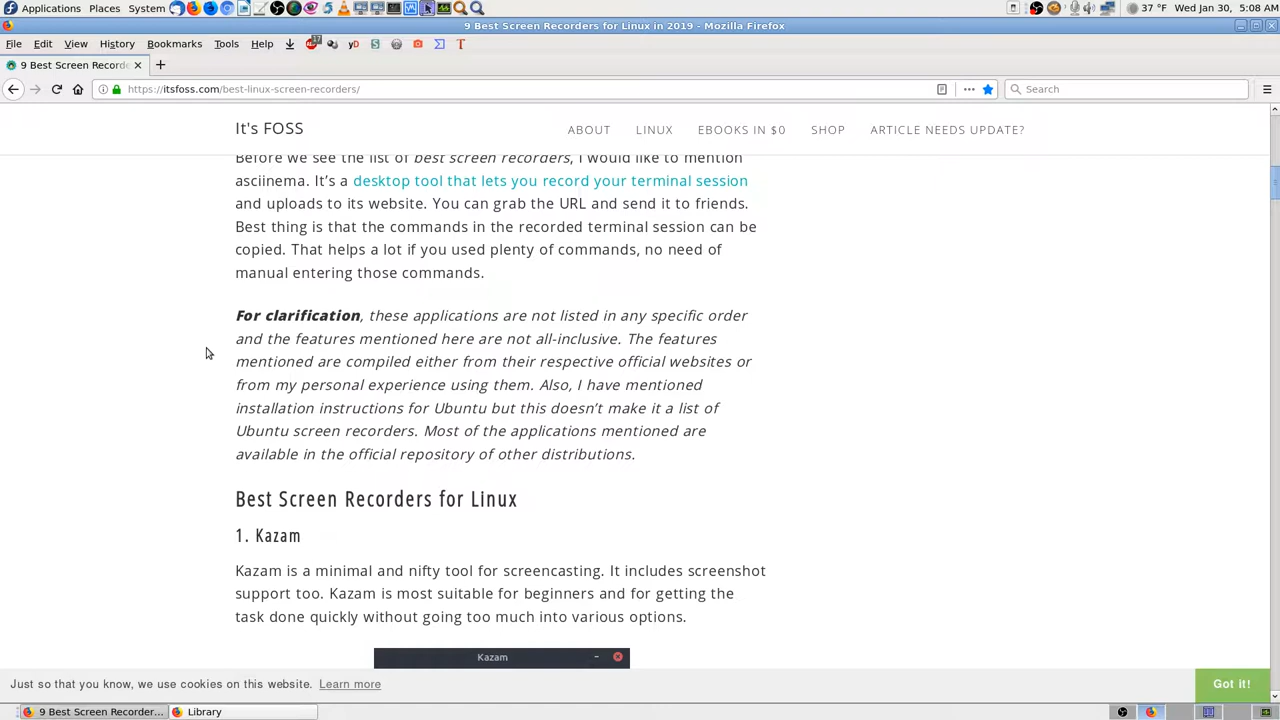 Applications Places System 37 °F Wed Jan 30, 5:08 AM
9 Best Screen Recorders for Linux in 2019 - Mozilla Firefox
File Edit View History Bookmarks Tools Help 17 yD S Σ T
9 Best Screen Recorde
https://itsfoss.com/best-linux-screen-recorders/ Search
It's FOSS ABOUT LINUX EBOOKS IN $0 SHOP ARTICLE NEEDS UPDATE?
Before we see the list of best screen recorders, I would like to mention
asciinema. It’s a desktop tool that lets you record your terminal session
and uploads to its website. You can grab the URL and send it to friends.
Best thing is that the commands in the recorded terminal session can be
copied. That helps a lot if you used plenty of commands, no need of
manual entering those commands.
For clarification, these applications are not listed in any specific order
and the features mentioned here are not all-inclusive. The features
mentioned are compiled either from their respective official websites or
from my personal experience using them. Also, I have mentioned
installation instructions for Ubuntu but this doesn’t make it a list of
Ubuntu screen recorders. Most of the applications mentioned are
available in the official repository of other distributions.
Best Screen Recorders for Linux
1. Kazam
Kazam is a minimal and nifty tool for screencasting. It includes screenshot
support too. Kazam is most suitable for beginners and for getting the
task done quickly without going too much into various options.
Kazam
Just so that you know, we use cookies on this website. Learn more Got it!
9 Best Screen Recorder... Library